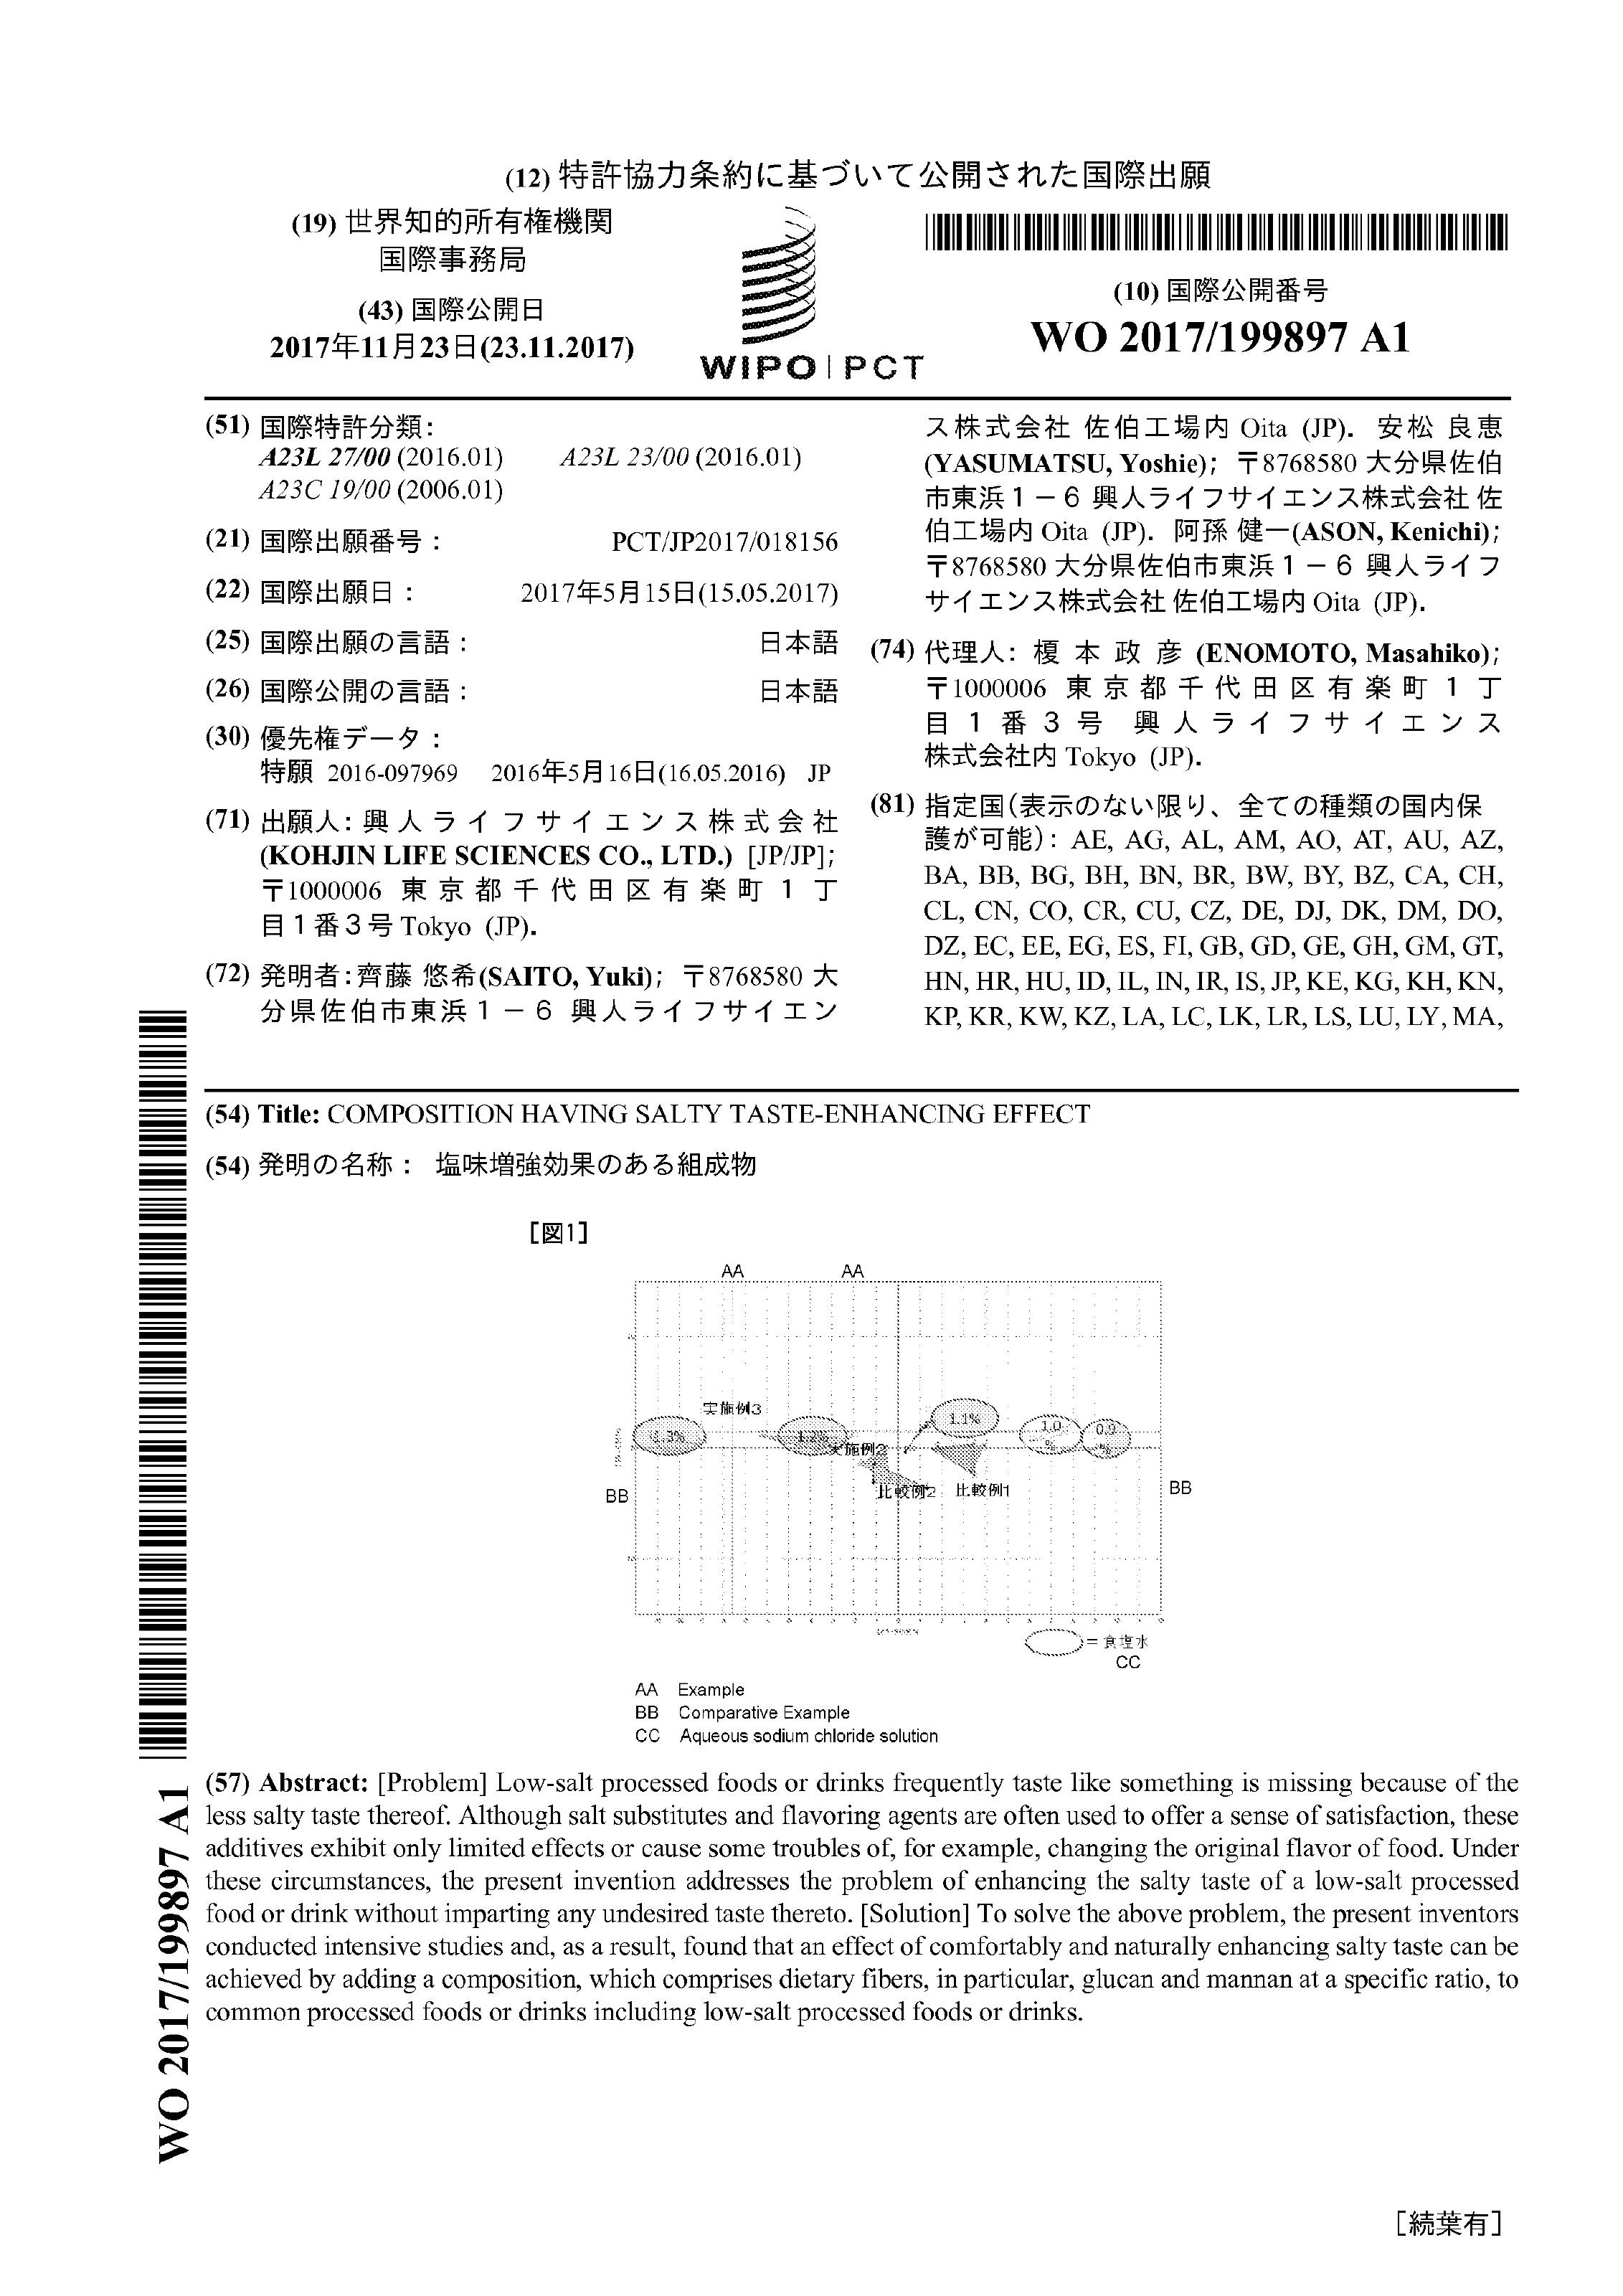 (12) 特許協力条約に基づいて公開された国際出願
(19) 世界知的所有権機関
国際事務局
(43) 国際公開日
2017年11月23日(23.11.2017)
WIPO | PCT
(10) 国際公開番号
WO 2017/199897 A1
(51) 国際特許分類:
A23L 27/00 (2016.01) A23L 23/00 (2016.01)
A23C 19/00 (2006.01)
(21) 国際出願番号: PCT/JP2017/018156
(22) 国際出願日: 2017年5月15日(15.05.2017)
(25) 国際出願の言語: 日本語
(26) 国際公開の言語: 日本語
(30) 優先権データ:
特願 2016-097969 2016年5月16日(16.05.2016) JP
(71) 出願人: 興人ライフサイエンス株式会社
(KOHJIN LIFE SCIENCES CO., LTD.) [JP/JP];
〒1000006 東京都千代田区有楽町1丁
目1番3号 Tokyo (JP).
(72) 発明者: 齊藤 悠希(SAITO, Yuki); 〒8768580 大
分県佐伯市東浜1-6 興人ライフサイエン
ス株式会社 佐伯工場内 Oita (JP). 安松 良恵
(YASUMATSU, Yoshie); 〒8768580 大分県佐伯
市東浜1-6 興人ライフサイエンス株式会社 佐
伯工場内 Oita (JP). 阿孫 健一(ASON, Kenichi);
〒8768580 大分県佐伯市東浜1-6 興人ライフ
サイエンス株式会社 佐伯工場内 Oita (JP).
(74) 代理人: 榎本政彦 (ENOMOTO, Masahiko);
〒1000006 東京都千代田区有楽町1丁
目1番3号 興人ライフサイエンス
株式会社内 Tokyo (JP).
(81) 指定国(表示のない限り、全ての種類の国内保
護が可能): AE, AG, AL, AM, AO, AT, AU, AZ,
BA, BB, BG, BH, BN, BR, BW, BY, BZ, CA, CH,
CL, CN, CO, CR, CU, CZ, DE, DJ, DK, DM, DO,
DZ, EC, EE, EG, ES, FI, GB, GD, GE, GH, GM, GT,
HN, HR, HU, ID, IL, IN, IR, IS, JP, KE, KG, KH, KN,
KP, KR, KW, KZ, LA, LC, LK, LR, LS, LU, LY, MA,
(54) Title: COMPOSITION HAVING SALTY TASTE-ENHANCING EFFECT
(54) 発明の名称: 塩味増強効果のある組成物
[図1]
AA AA
実施例3
1.3% 1.2% 1.1% 1.0% 0.9%
実施例2
比較例2 比較例1
BB BB
= 食塩水
CC
AA Example
BB Comparative Example
CC Aqueous sodium chloride solution
(57) Abstract: [Problem] Low-salt processed foods or drinks frequently taste like something is missing because of the
less salty taste thereof. Although salt substitutes and flavoring agents are often used to offer a sense of satisfaction, these
additives exhibit only limited effects or cause some troubles of, for example, changing the original flavor of food. Under
these circumstances, the present invention addresses the problem of enhancing the salty taste of a low-salt processed
food or drink without imparting any undesired taste thereto. [Solution] To solve the above problem, the present inventors
conducted intensive studies and, as a result, found that an effect of comfortably and naturally enhancing salty taste can be
achieved by adding a composition, which comprises dietary fibers, in particular, glucan and mannan at a specific ratio, to
common processed foods or drinks including low-salt processed foods or drinks.
WO 2017/199897 A1
[続葉有]